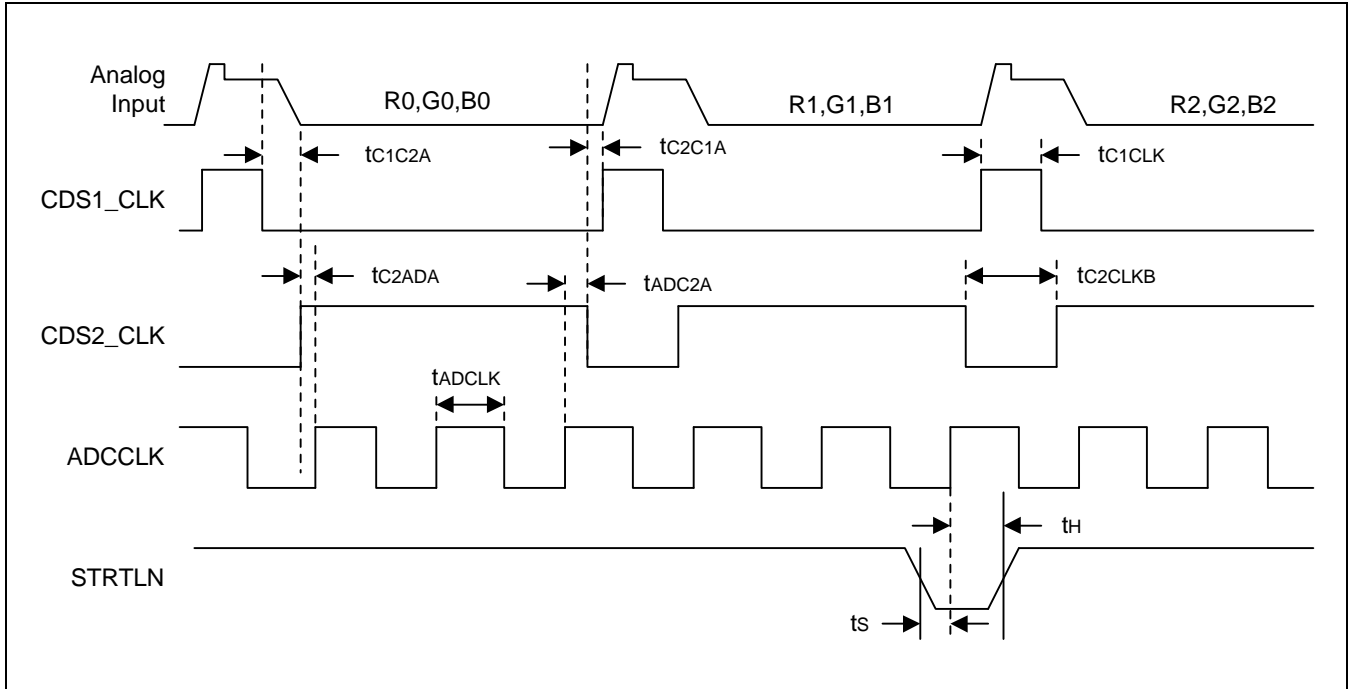 Analog
Input
R0,G0,B0
R1,G1,B1
R2,G2,B2
tC1C2A
tC2C1A
tC1CLK
CDS1_CLK
tC2ADA
tADC2A
tC2CLKB
CDS2_CLK
tADCLK
ADCCLK
tH
STRTLN
tS